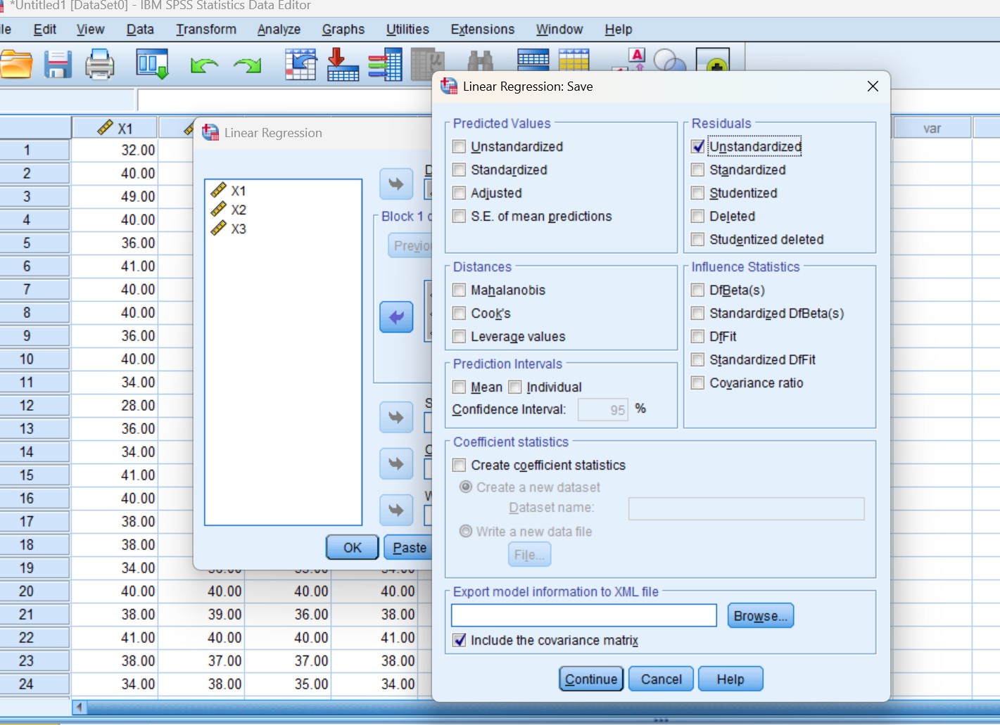 *Untitled1 [DataSet0] - IBM SPSS Statistics Data Editor
Edit View Data Transform Analyze Graphs Utilities Extensions Window Help
X1 var
1 32.00
2 40.00
3 49.00
4 40.00
5 36.00
6 41.00
7 40.00
8 40.00
9 36.00
10 40.00
11 34.00
12 28.00
13 36.00
14 34.00
15 41.00
16 40.00
17 38.00
18 38.00
19 34.00
20 40.00 40.00 40.00 40.00
21 38.00 39.00 36.00 38.00
22 41.00 40.00 40.00 41.00
23 38.00 37.00 37.00 38.00
24 34.00 38.00 35.00 34.00
Linear Regression
X1
X2
X3
Block 1
OK Paste
Linear Regression: Save
Predicted Values
Unstandardized
Standardized
Adjusted
S.E. of mean predictions
Residuals
Unstandardized
Standardized
Studentized
Deleted
Studentized deleted
Distances
Mahalanobis
Cook's
Leverage values
Influence Statistics
DfBeta(s)
Standardized DfBeta(s)
DfFit
Standardized DfFit
Covariance ratio
Prediction Intervals
Mean Individual
Confidence Interval: 95 %
Coefficient statistics
Create coefficient statistics
Create a new dataset
Dataset name:
Write a new data file
File...
Export model information to XML file
Browse...
Include the covariance matrix
Continue Cancel Help